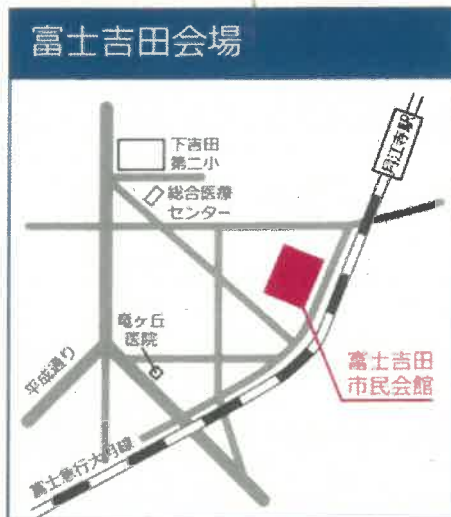 富士吉田会場
月江寺駅
下吉田
第二小
総合医療
センター
竜ヶ丘
医院
平成通り
富士吉田
市民会館
富士急行大月線